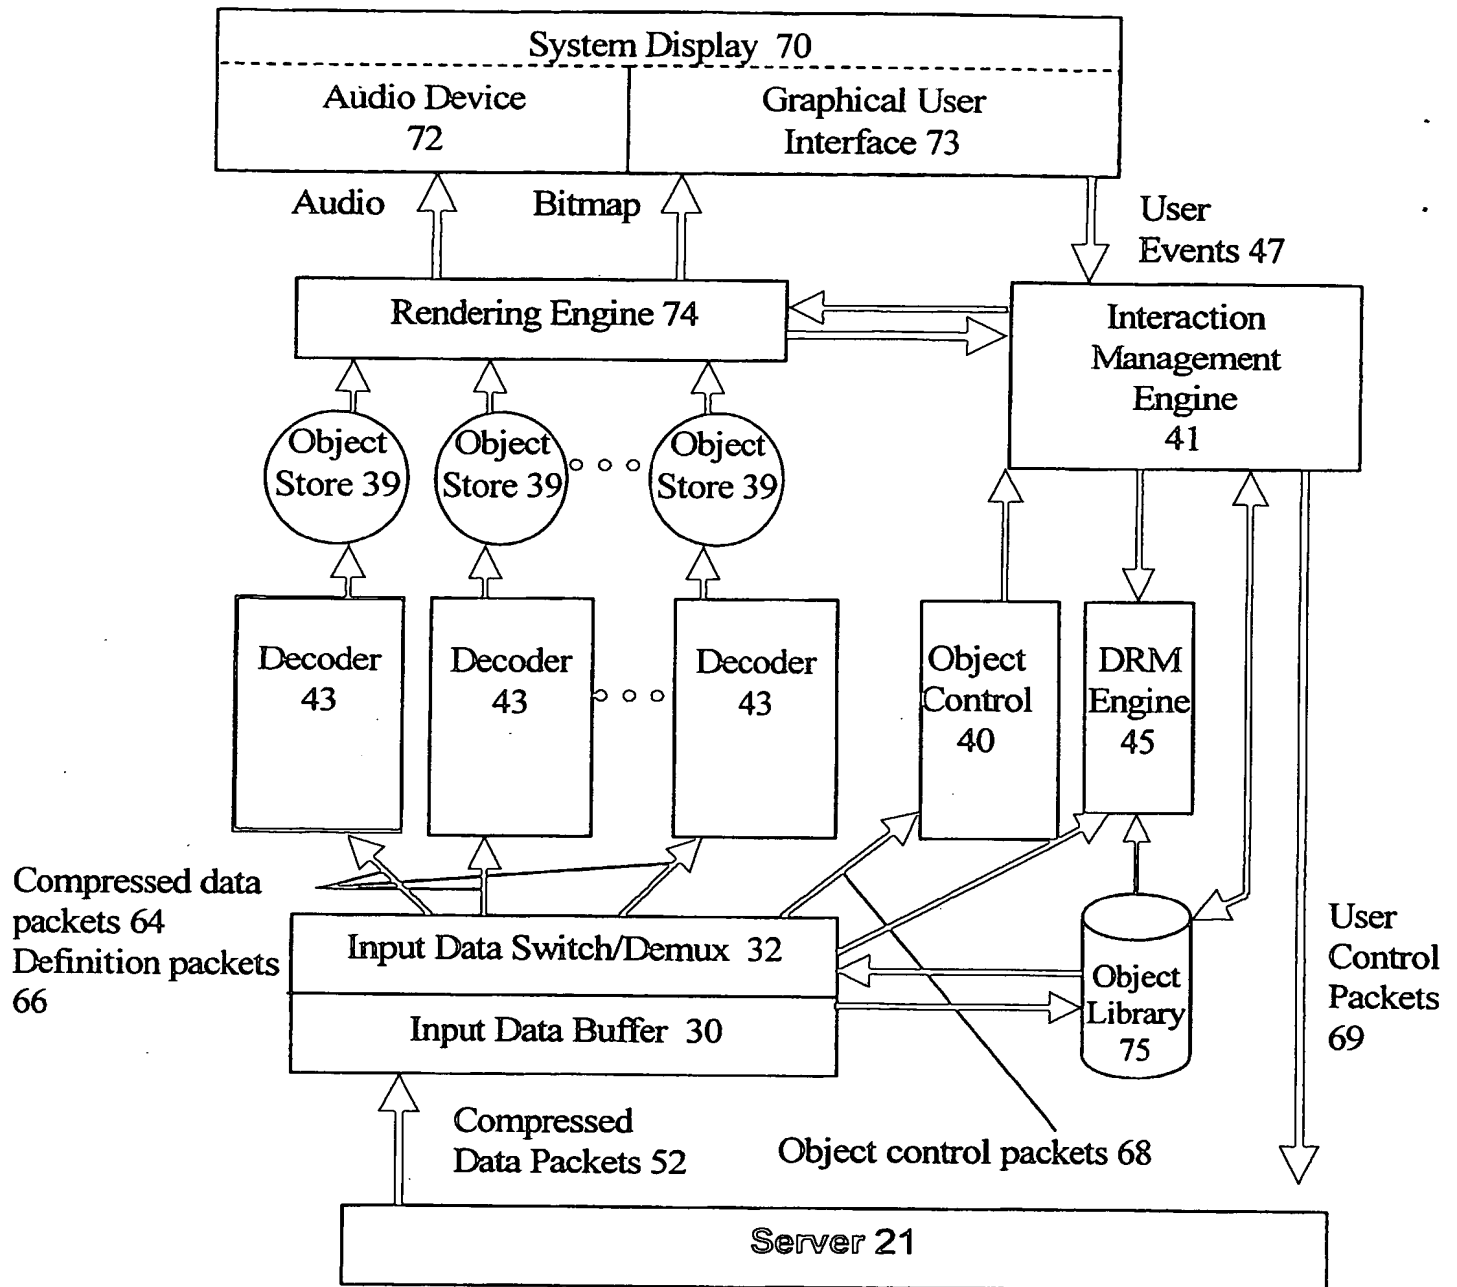 System Display 70
Audio Device
72
Graphical User
Interface 73
Audio
Bitmap
User
Events 47
Rendering Engine 74
Interaction
Management
Engine
41
Object
Store 39
Object
Store 39
Object
Store 39
Decoder
43
Decoder
43
Decoder
43
Object
Control
40
DRM
Engine
45
Compressed data
packets 64
Definition packets
66
Input Data Switch/Demux 32
Input Data Buffer 30
Object
Library
75
User
Control
Packets
69
Compressed
Data Packets 52
Object control packets 68
Server 21